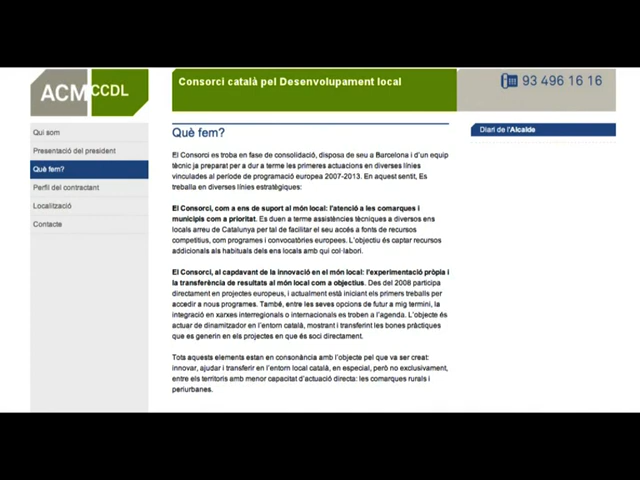 ACM CCDL
Consorci català pel Desenvolupament local
93 496 16 16
Qui som
Presentació del president
Què fem?
Perfil del contractant
Localització
Contacte
Què fem?
El Consorci es troba en fase de consolidació, disposa de seu a Barcelona i d'un equip
tècnic ja preparat per a dur a terme les primeres actuacions en diverses línies
vinculades al període de programació europea 2007-2013. En aquest sentit, Es
treballa en diverses línies estratègiques:
El Consorci, com a ens de suport al món local: l'atenció a les comarques i
municipis com a prioritat. Es duen a terme assistències tècniques a diversos ens
locals arreu de Catalunya per tal de facilitar el seu accés a fonts de recursos
competitius, com programes i convocatòries europees. L'objectiu és captar recursos
addicionals als habituals dels ens locals amb qui col·labori.
El Consorci, al capdavant de la innovació en el món local: l'experimentació pròpia i
la transferència de resultats al món local com a objectius. Des del 2008 participa
directament en projectes europeus, i actualment està iniciant els primers treballs per
accedir a nous programes. També, entre les seves opcions de futur a mig termini, la
integració en xarxes interregionals o internacionals es troben a l'agenda. L'objecte és
actuar de dinamitzador en l'entorn català, mostrant i transferint les bones pràctiques
que es generin en els projectes en que és soci directament.
Tots aquests elements estan en consonància amb l'objecte pel que va ser creat:
innovar, ajudar i transferir en l'entorn local català, en especial, però no exclusivament,
entre els territoris amb menor capacitat d'actuació directa: les comarques rurals i
periurbanes.
Diari de l'Alcalde